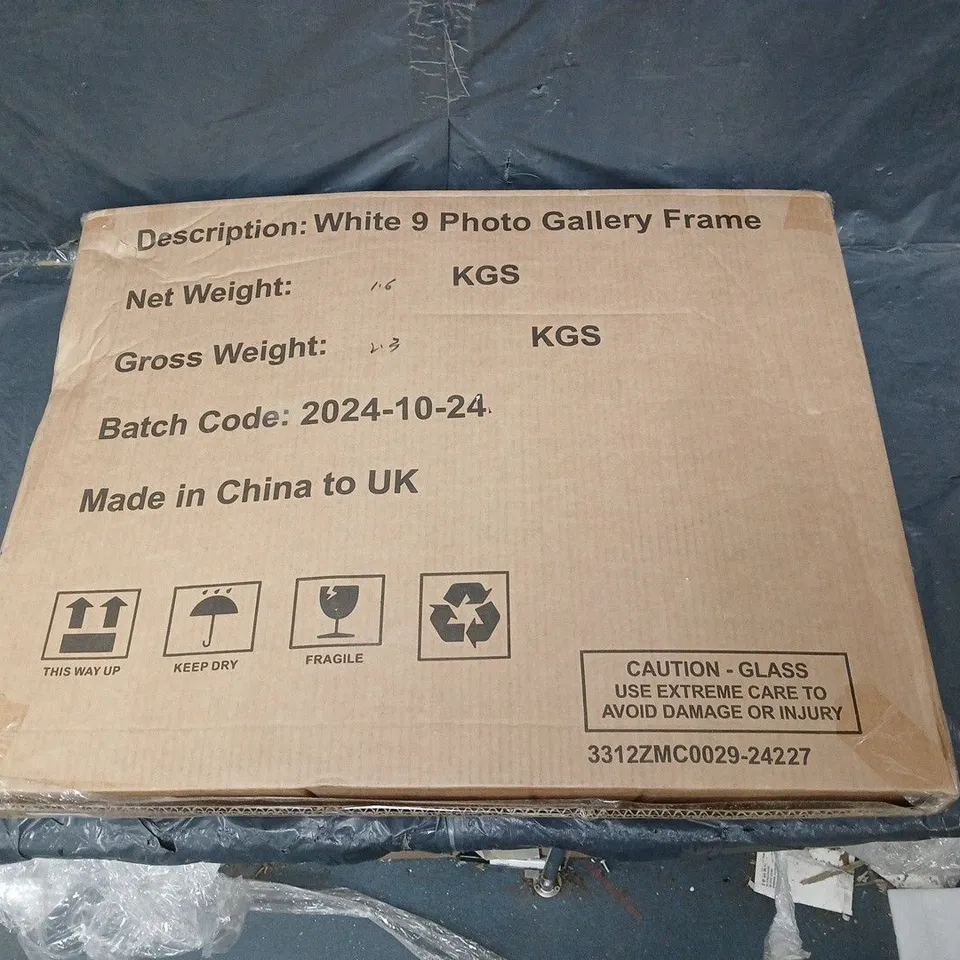 Description: White 9 Photo Gallery Frame
Net Weight: 1.6 KGS
Gross Weight: 2.3 KGS
Batch Code: 2024-10-24
Made in China to UK
THIS WAY UP
KEEP DRY
FRAGILE
CAUTION - GLASS
USE EXTREME CARE TO
AVOID DAMAGE OR INJURY
3312ZMC0029-24227